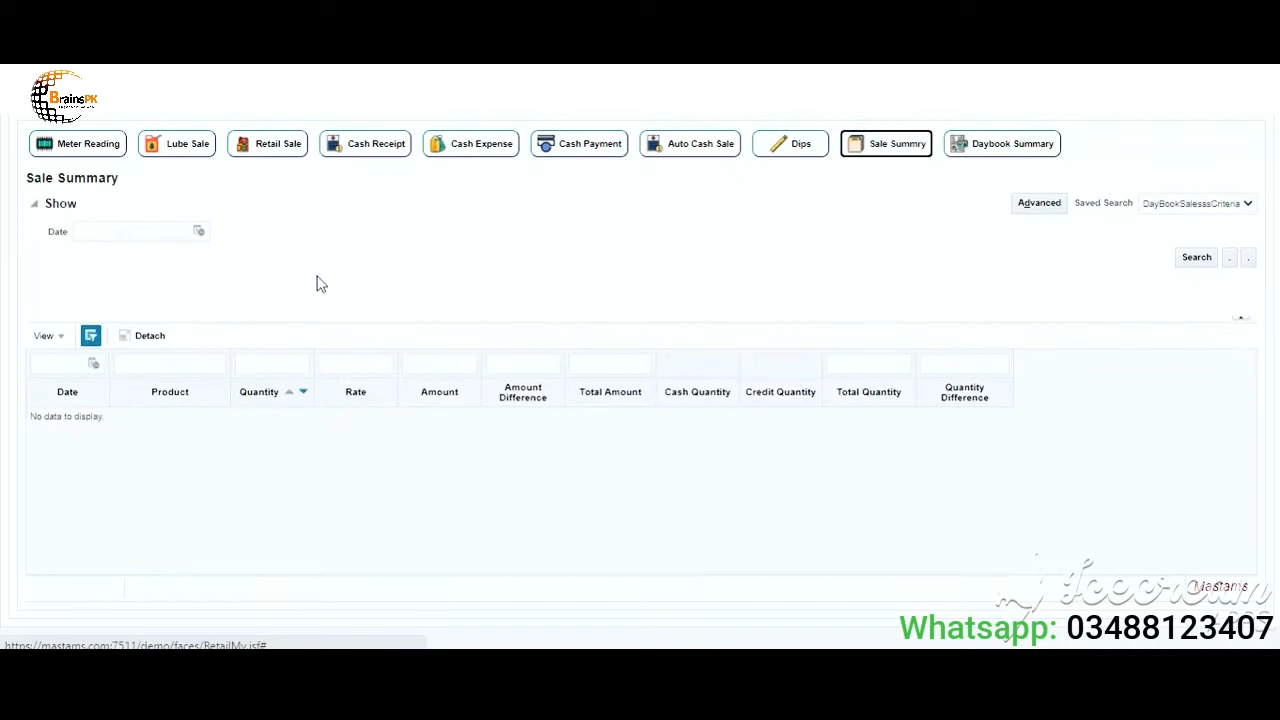 BrainsPK
Meter Reading
Lube Sale
Retail Sale
Cash Receipt
Cash Expense
Cash Payment
Auto Cash Sale
Dips
Sale Summry
Daybook Summary
Sale Summary
Show
Advanced
Saved Search
DayBookSalesssCriteria
Date
Search
.
.
View
Detach
Date
Product
Quantity
Rate
Amount
Amount Difference
Total Amount
Cash Quantity
Credit Quantity
Total Quantity
Quantity Difference
No data to display.
Mastams
my Icecream
Whatsapp: 03488123407
https://mastams.com:7511/demo/faces/RetailMy.jsf#